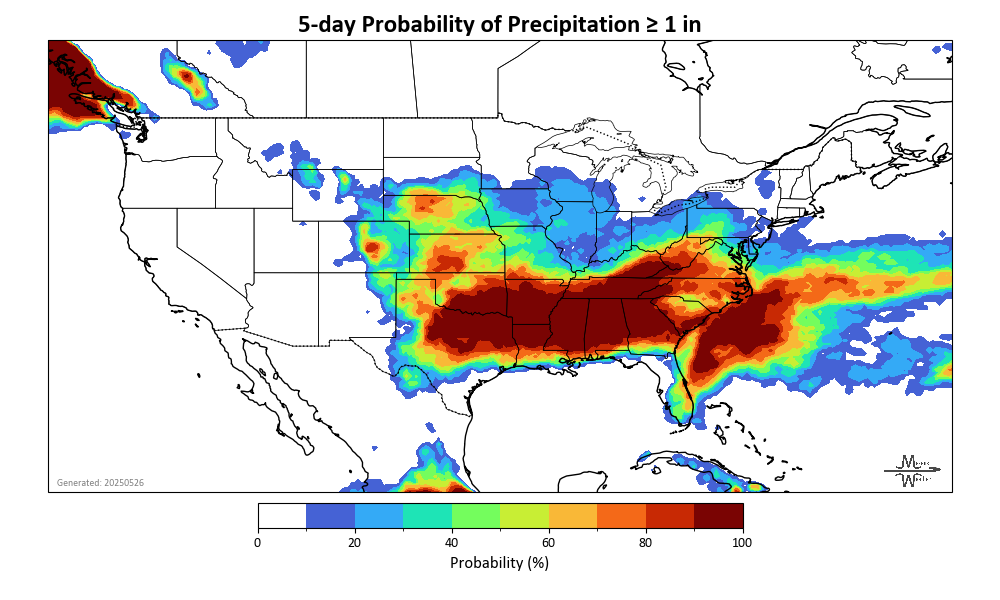 5-day Probability of Precipitation ≥ 1 in
Generated: 20250526
0 20 40 60 80 100
Probability (%)